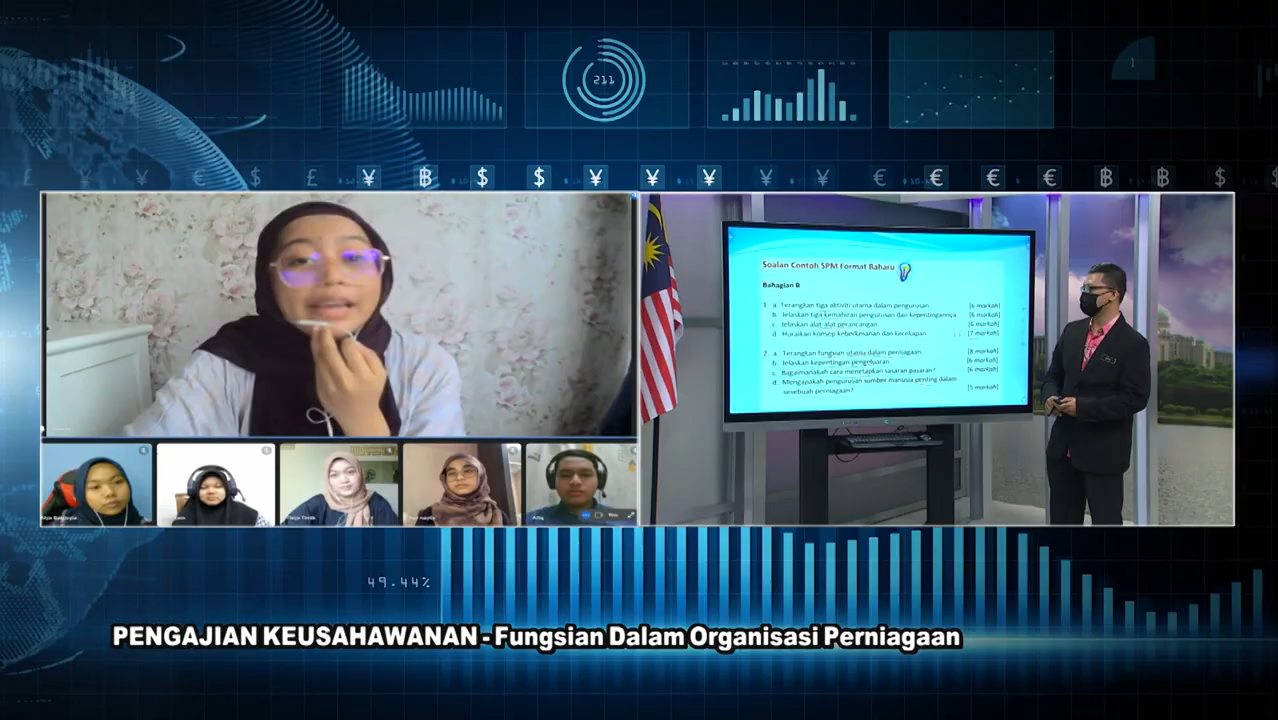 211
1
¥ ฿ $ $ ¥ ¥ ¥ ¥ ¥ € € € € ฿ ฿ $
Soalan Contoh SPM Format Baharu
Bahagian B
1 a. Terangkan tiga aktiviti utama dalam pengurusan. [6 markah]
b. Jelaskan tiga kemahiran pengurusan dan kepentingannya. [6 markah]
c. Jelaskan alat-alat perancangan. [6 markah]
d. Huraikan konsep keberkesanan dan kecekapan. [7 markah]
2 a. Terangkan fungsian utama dalam perniagaan. [8 markah]
b. Jelaskan kepentingan pengeluaran. [6 markah]
c. Bagaimanakah cara menetapkan sasaran pasaran? [6 markah]
d. Mengapakah pengurusan sumber manusia penting dalam
sesebuah perniagaan? [5 markah]
49.44%
PENGAJIAN KEUSAHAWANAN - Fungsian Dalam Organisasi Perniagaan